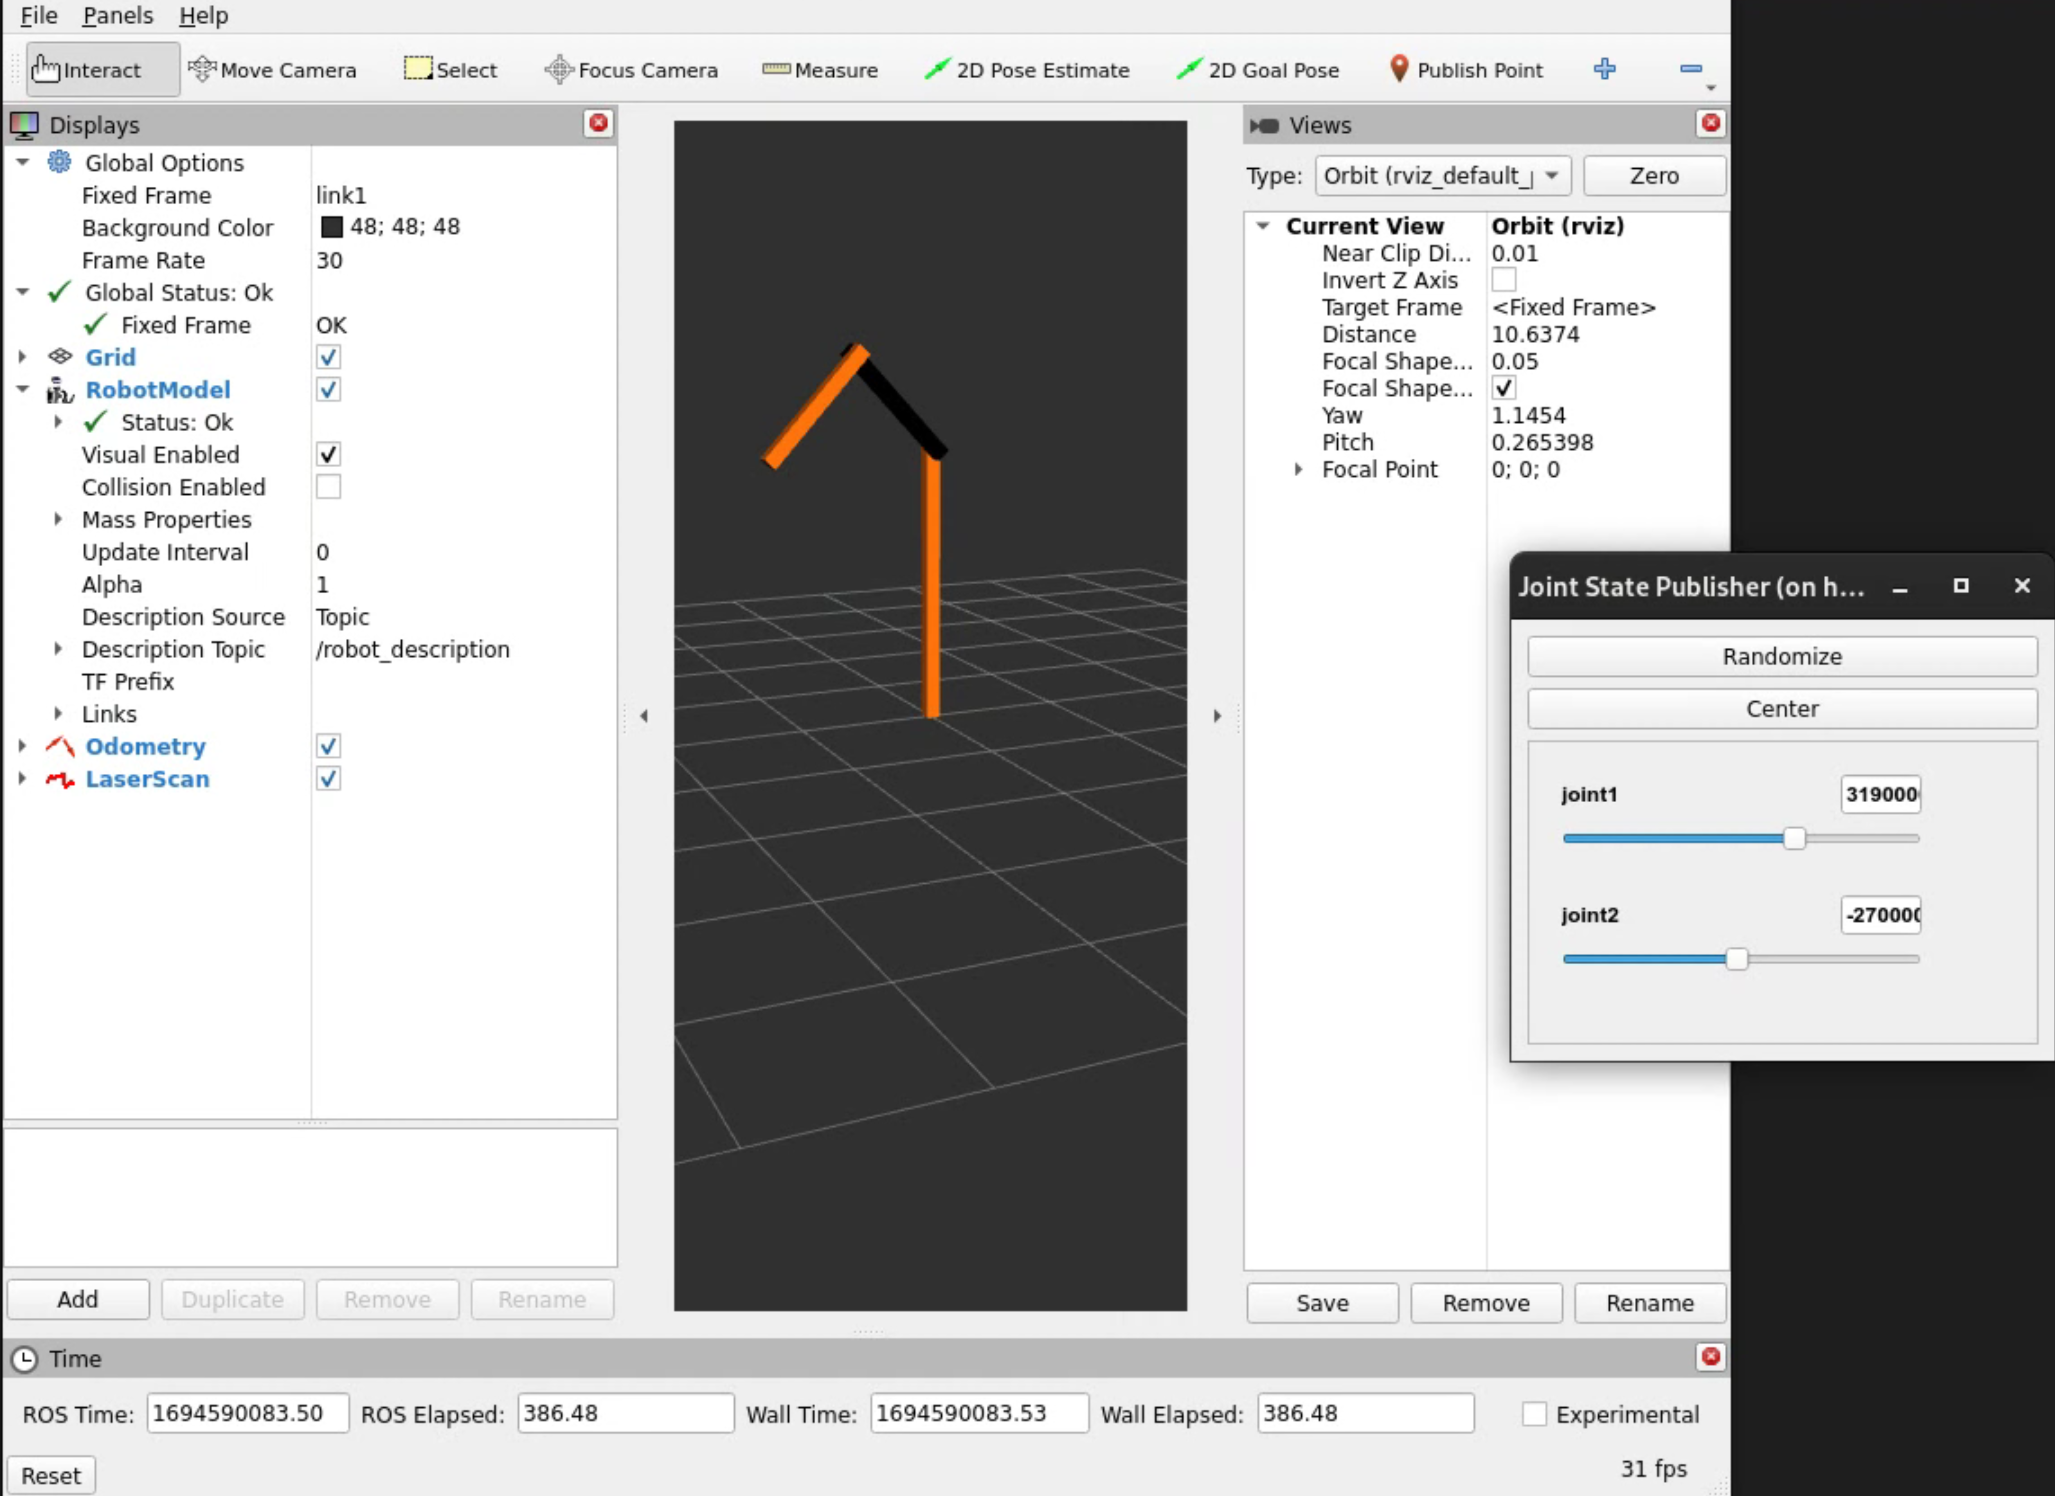 File Panels Help
Interact Move Camera Select Focus Camera Measure 2D Pose Estimate 2D Goal Pose Publish Point
Displays
Global Options
Fixed Frame link1
Background Color 48; 48; 48
Frame Rate 30
Global Status: Ok
Fixed Frame OK
Grid
RobotModel
Status: Ok
Visual Enabled
Collision Enabled
Mass Properties
Update Interval 0
Alpha 1
Description Source Topic
Description Topic /robot_description
TF Prefix
Links
Odometry
LaserScan
Add Duplicate Remove Rename
Views
Type: Orbit (rviz_default_ Zero
Current View Orbit (rviz)
Near Clip Di... 0.01
Invert Z Axis
Target Frame <Fixed Frame>
Distance 10.6374
Focal Shape... 0.05
Focal Shape...
Yaw 1.1454
Pitch 0.265398
Focal Point 0; 0; 0
Save Remove Rename
Joint State Publisher (on h...
Randomize
Center
joint1 319000
joint2 -270000
Time
ROS Time: 1694590083.50 ROS Elapsed: 386.48 Wall Time: 1694590083.53 Wall Elapsed: 386.48 Experimental
Reset 31 fps